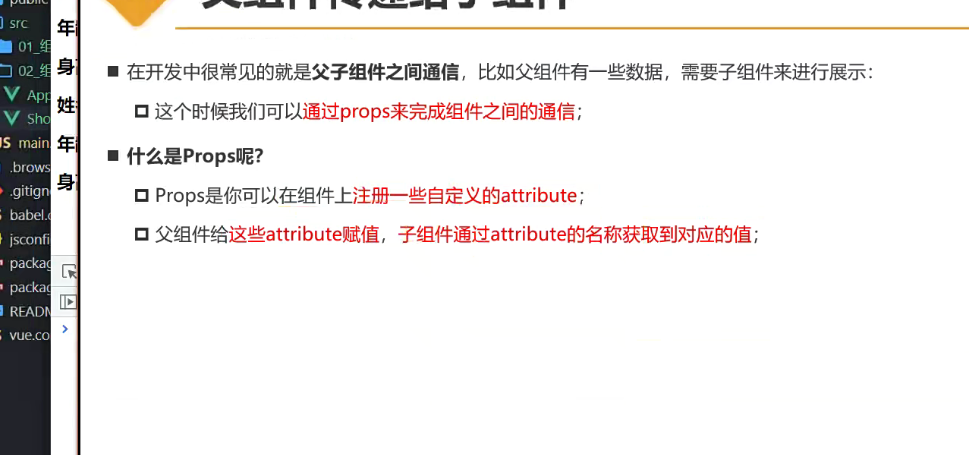 父组件传递给子组件
src
01_组
02_组
App
Sho
JS main.
.brows
.gitign
babel.c
jsconfi
packag
packag
READM
vue.co
年
身
姓
年
身
在开发中很常见的就是父子组件之间通信，比如父组件有一些数据，需要子组件来进行展示：
这个时候我们可以通过props来完成组件之间的通信；
什么是Props呢?
Props是你可以在组件上注册一些自定义的attribute；
父组件给这些attribute赋值，子组件通过attribute的名称获取到对应的值；